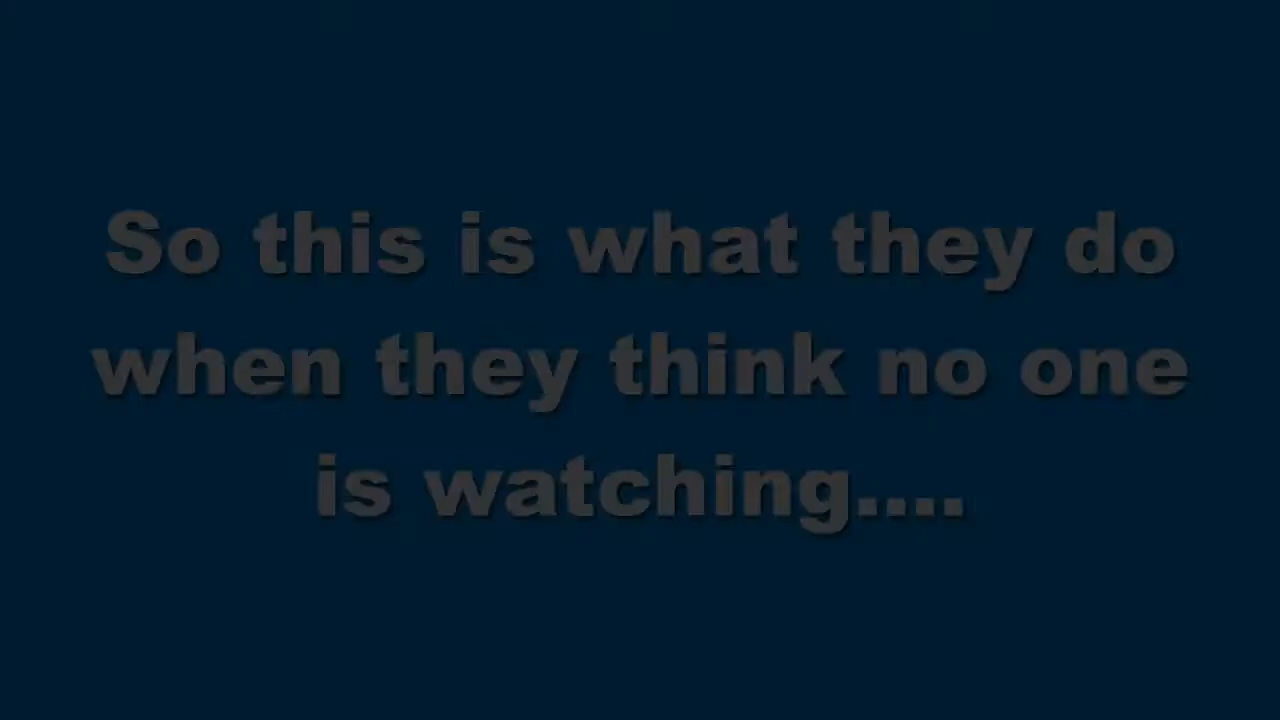 So this is what they do
when they think no one
is watching....